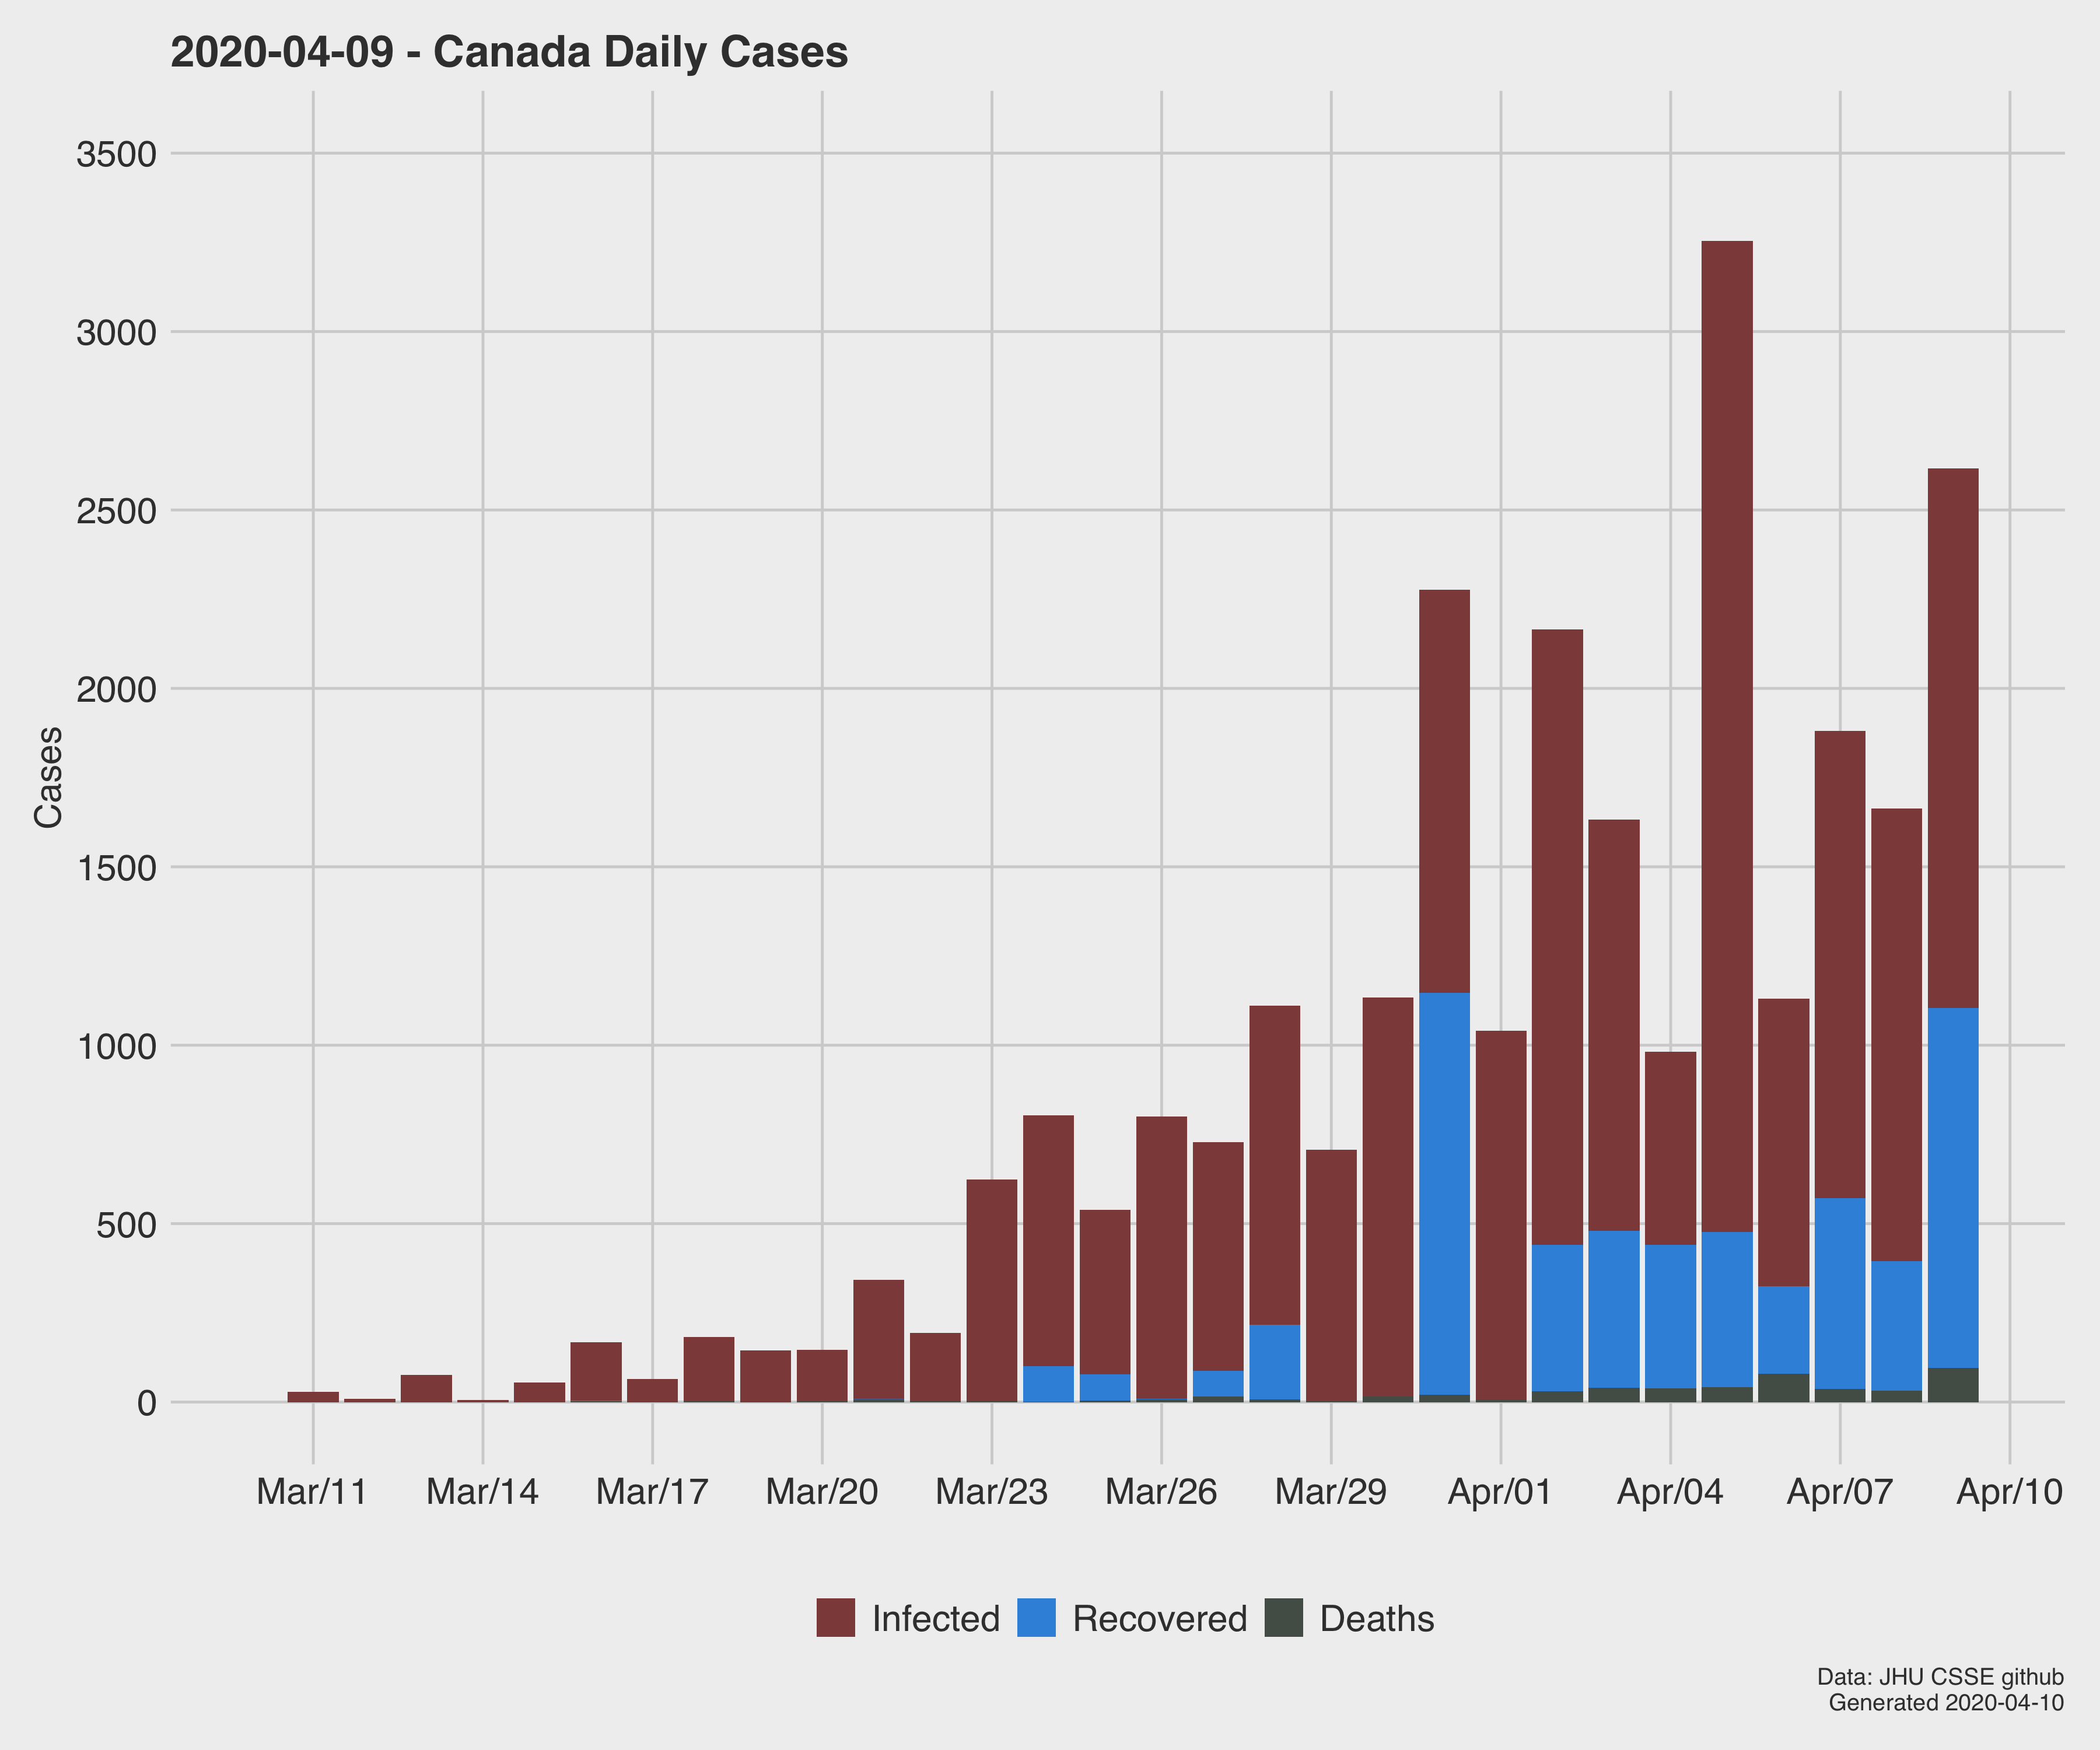 2020-04-09 - Canada Daily Cases
3500
3000
2500
2000
1500
1000
500
0
Cases
Mar/11 Mar/14 Mar/17 Mar/20 Mar/23 Mar/26 Mar/29 Apr/01 Apr/04 Apr/07 Apr/10
Infected Recovered Deaths
Data: JHU CSSE github
Generated 2020-04-10